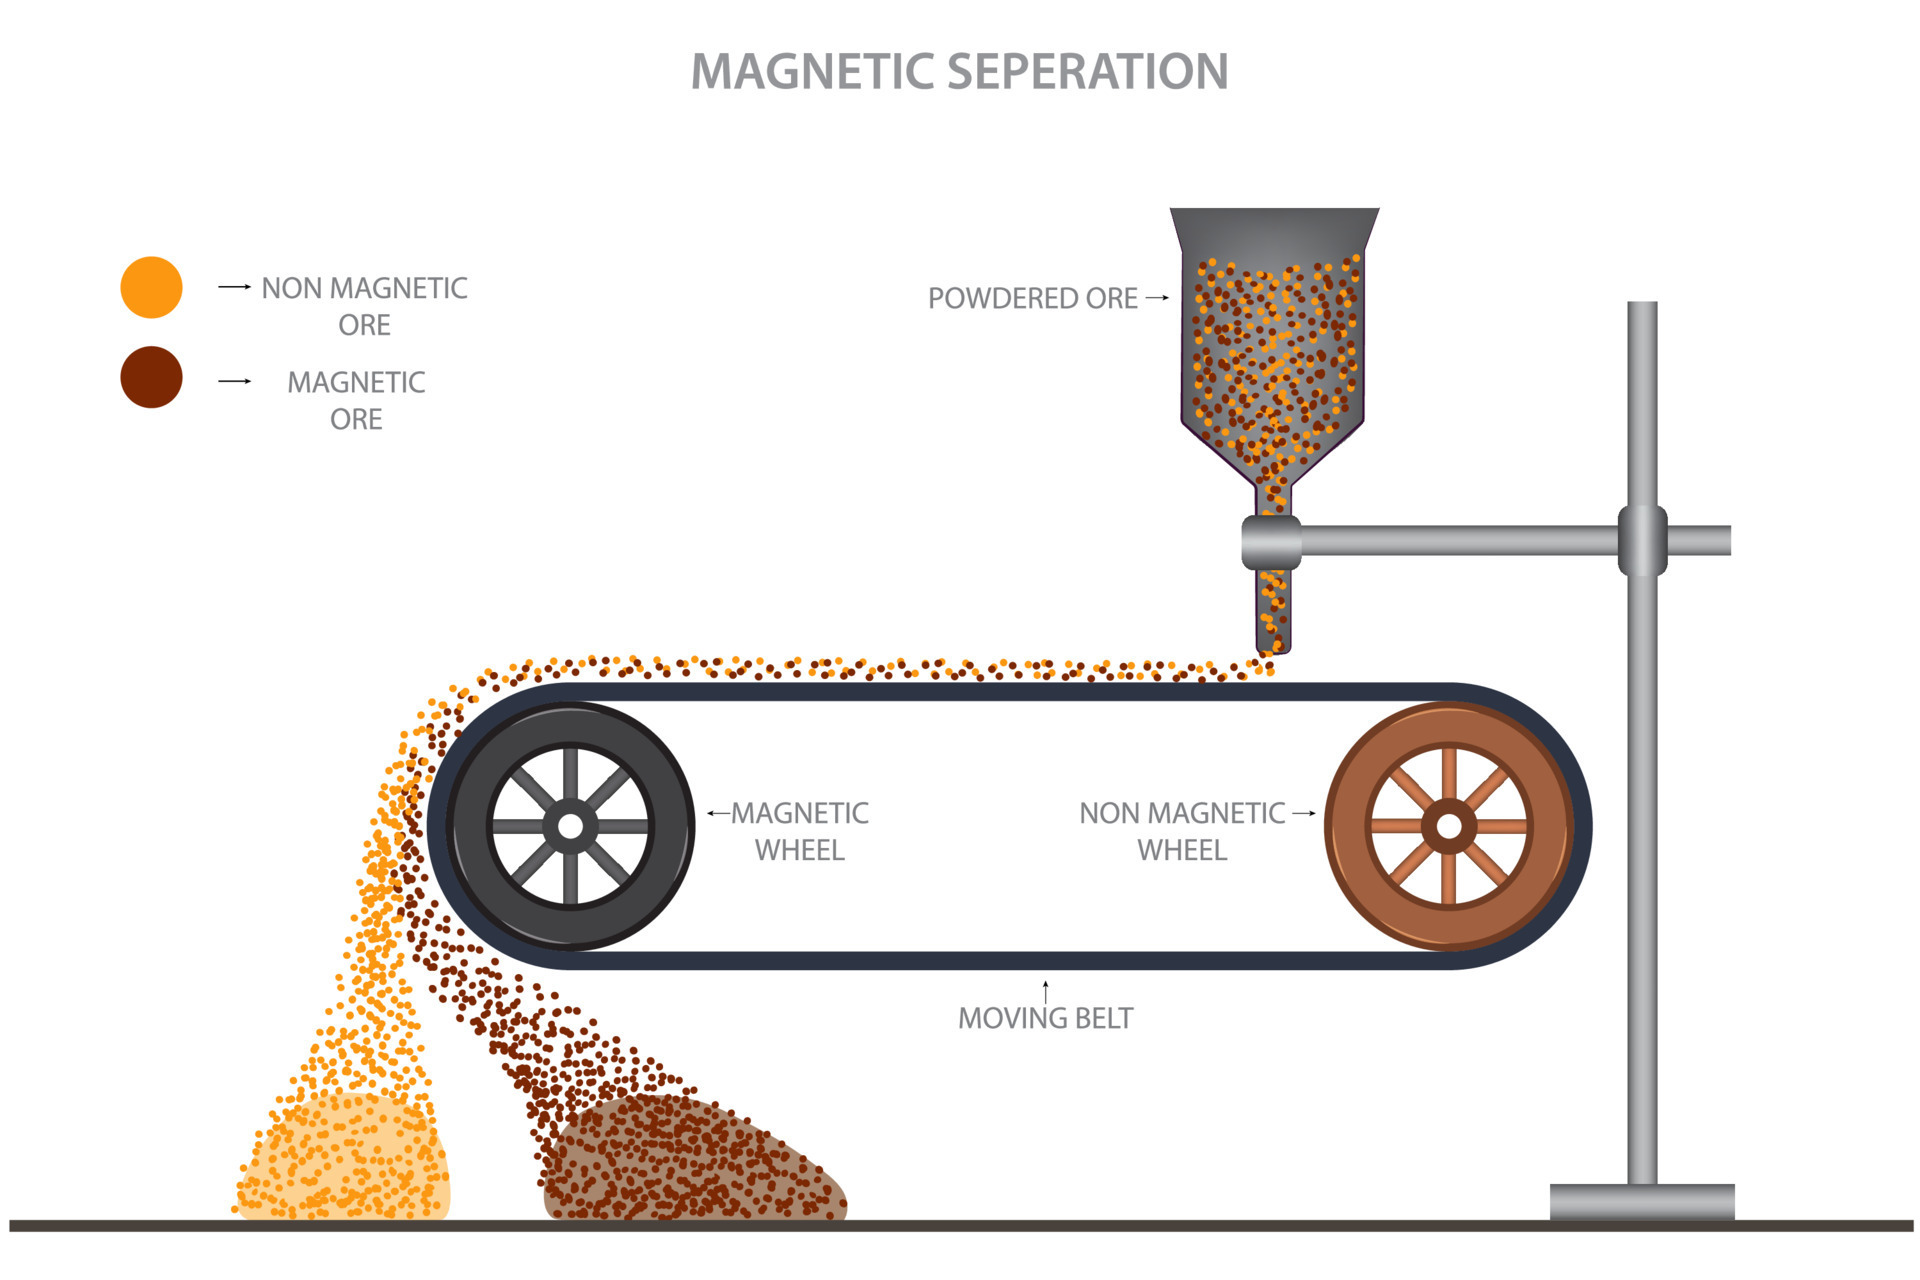 MAGNETIC SEPERATION
NON MAGNETIC
ORE
MAGNETIC
ORE
POWDERED ORE
MAGNETIC
WHEEL
NON MAGNETIC
WHEEL
MOVING BELT